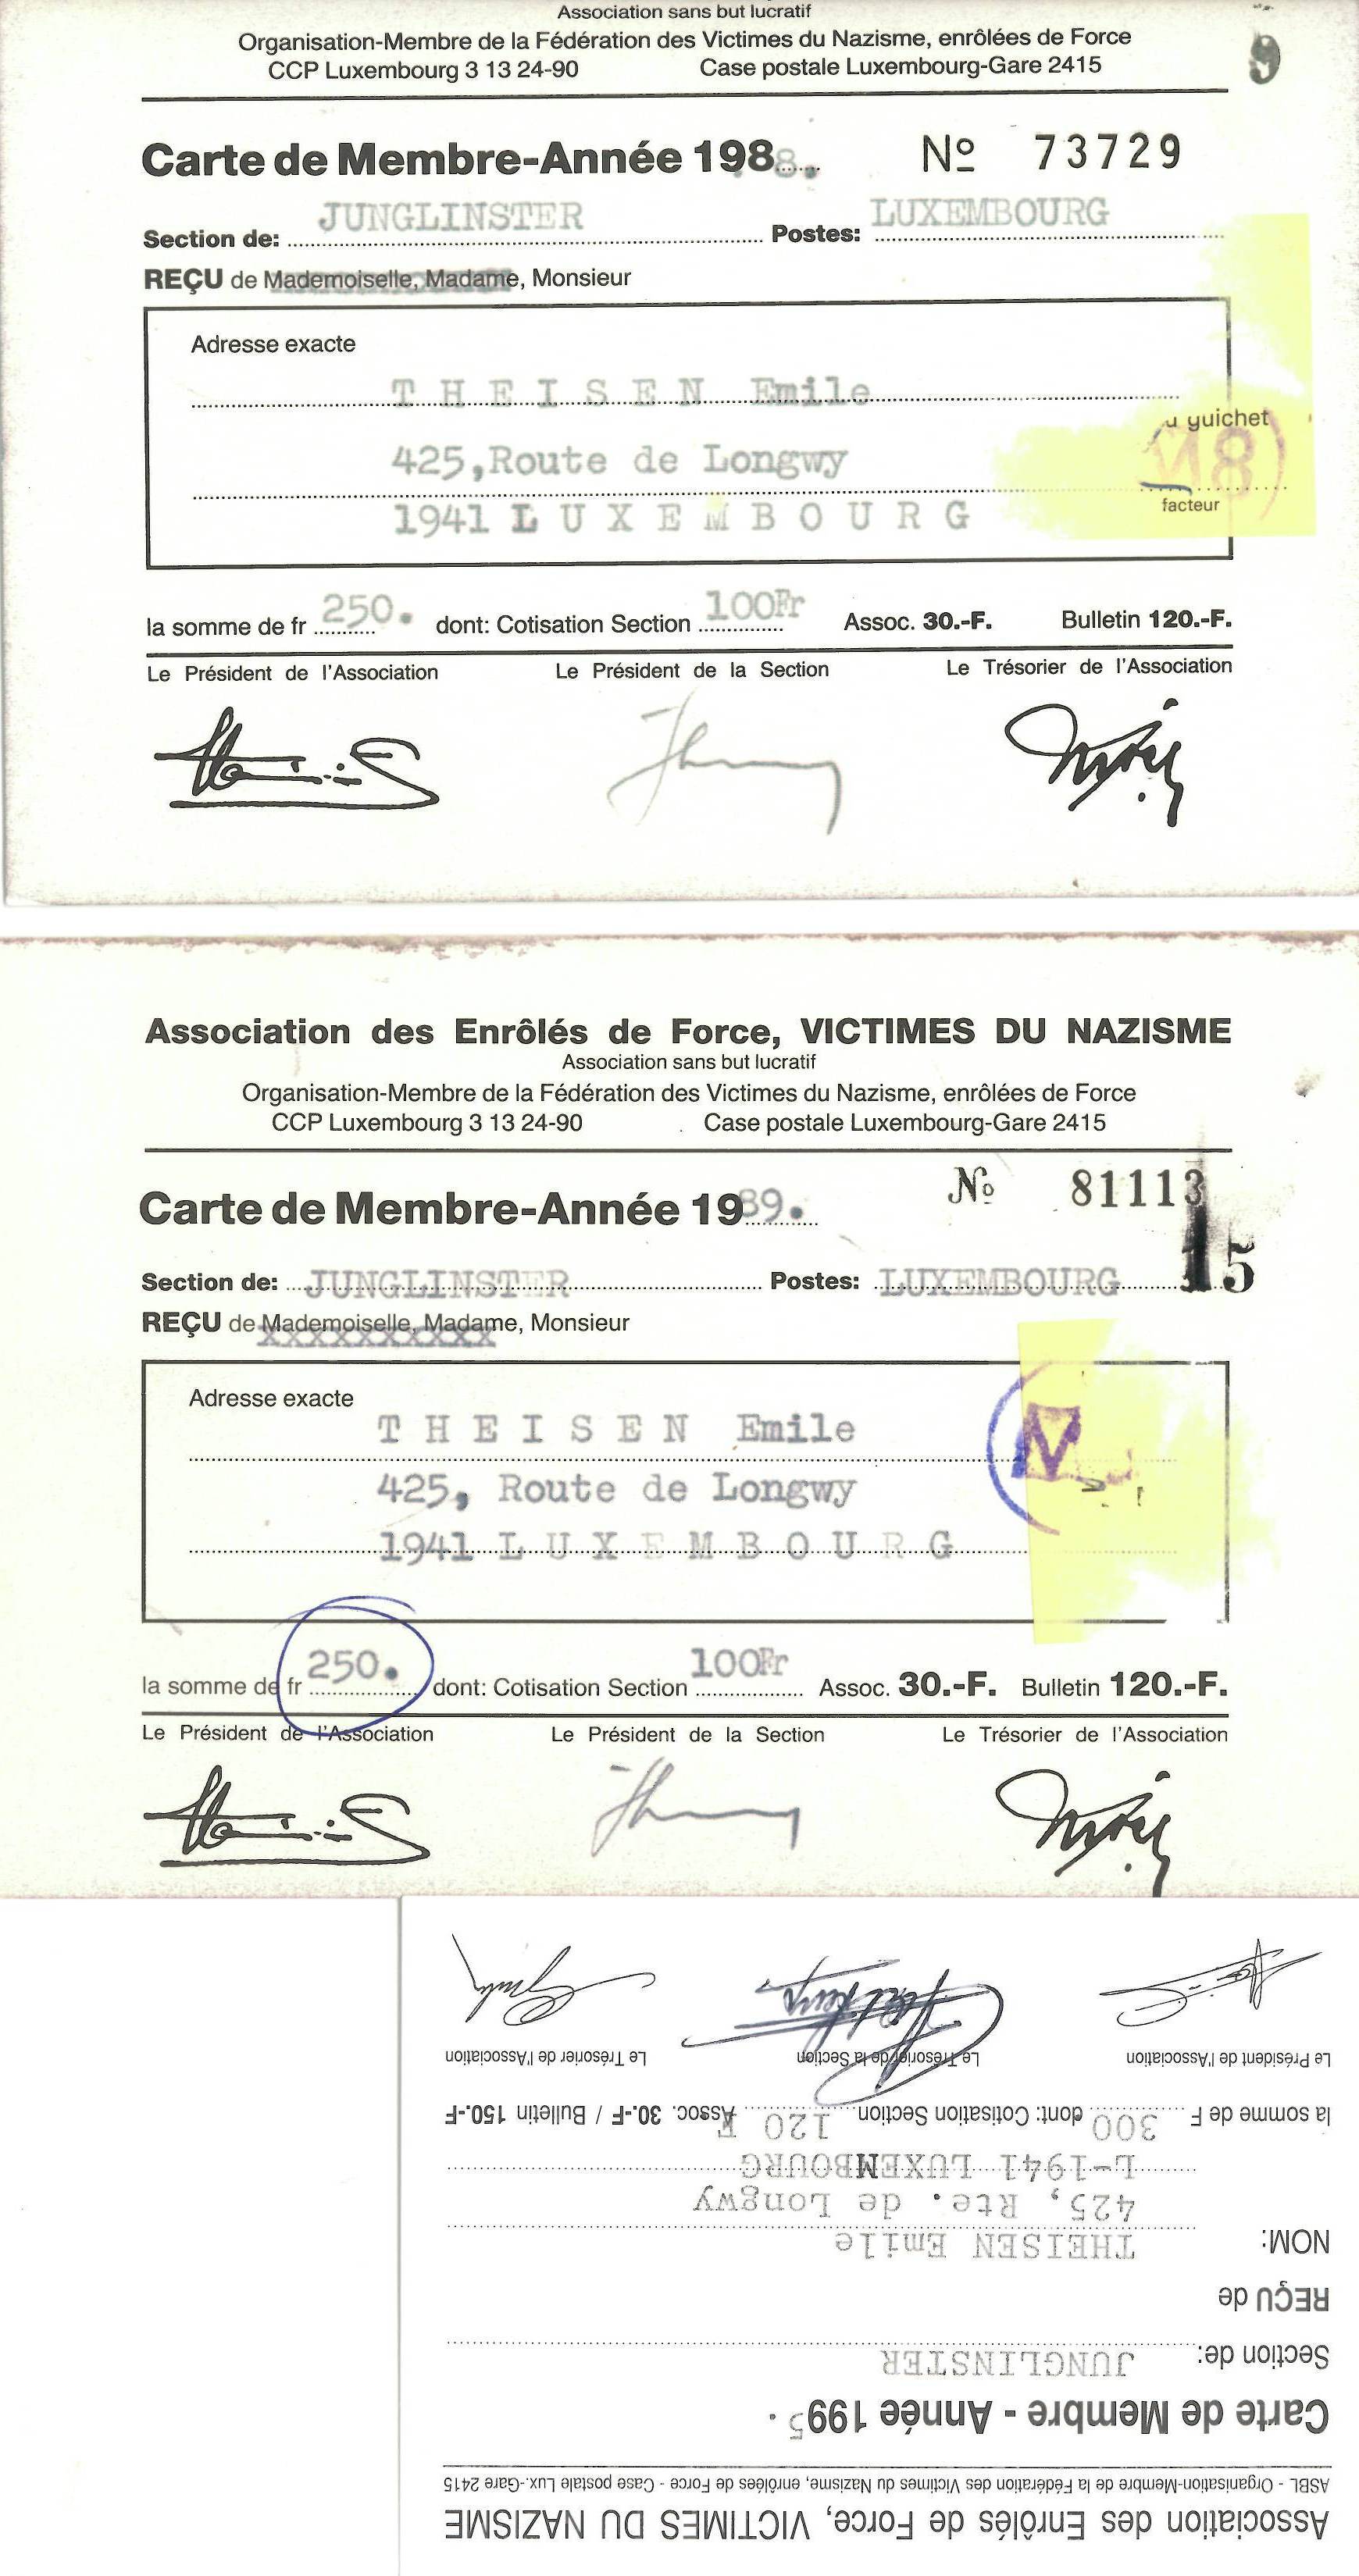 Association sans but lucratif
Organisation-Membre de la Fédération des Victimes du Nazisme, enrôlées de Force
CCP Luxembourg 3 13 24-90 Case postale Luxembourg-Gare 2415
9
Carte de Membre-Année 1988. Nº 73729
Section de: JUNGLINSTER Postes: LUXEMBOURG
REÇU de Mademoiselle, Madame, Monsieur
Adresse exacte
THEISEN Emile
guichet
425,Route de Longwy
facteur
1941 LUXEMBOURG
la somme de fr 250. dont: Cotisation Section 100Fr Assoc. 30.-F. Bulletin 120.-F.
Le Président de l'Association Le Président de la Section Le Trésorier de l'Association
Association des Enrôlés de Force, VICTIMES DU NAZISME
Association sans but lucratif
Organisation-Membre de la Fédération des Victimes du Nazisme, enrôlées de Force
CCP Luxembourg 3 13 24-90 Case postale Luxembourg-Gare 2415
Carte de Membre-Année 1989. Nº 81113
15
Section de: JUNGLINSTER Postes: LUXEMBOURG
REÇU de Mademoiselle, Madame, Monsieur
Adresse exacte
THEISEN Emile
425, Route de Longwy
1941 LUXEMBOURG
la somme de fr 250. dont: Cotisation Section 100Fr Assoc. 30.-F. Bulletin 120.-F.
Le Président de l'Association Le Président de la Section Le Trésorier de l'Association
Association des Enrôlés de Force, VICTIMES DU NAZISME
ASBL - Organisation-Membre de la Fédération des Victimes du Nazisme, enrôlées de Force - Case postale Lux.-Gare 2415
Carte de Membre - Année 1995.
Section de: JUNGLINSTER
REÇU de
NOM: THEISEN Emile
425, Rte. de Longwy
L-1941 LUXEMBOURG
la somme de F 300 dont: Cotisation Section 120 F Assoc. 30.-F / Bulletin 150.-F
Le Président de l'Association Le Trésorier de la Section Le Trésorier de l'Association